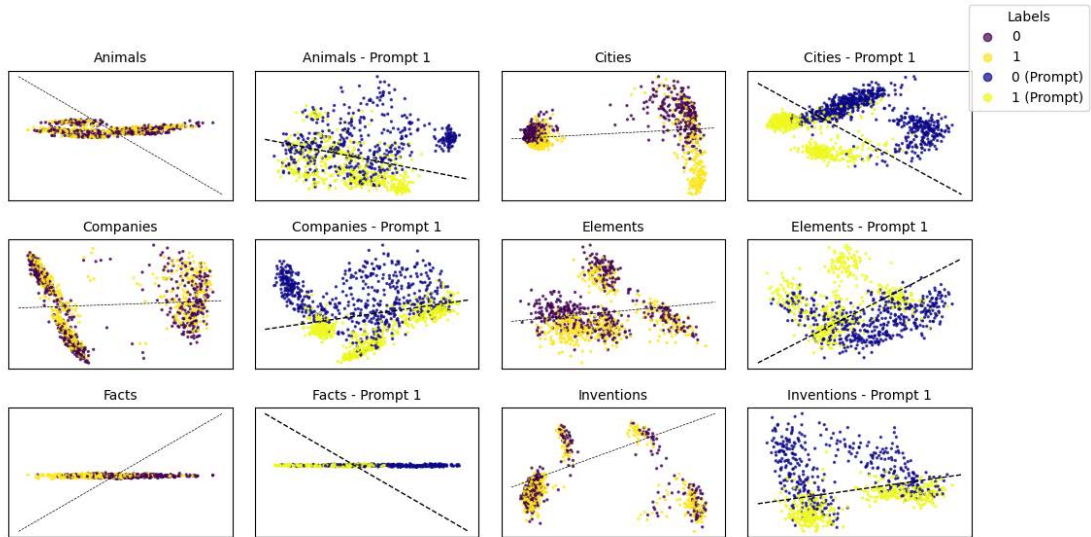 Labels
0
1
0 (Prompt)
1 (Prompt)
Animals
Animals - Prompt 1
Cities
Cities - Prompt 1
Companies
Companies - Prompt 1
Elements
Elements - Prompt 1
Facts
Facts - Prompt 1
Inventions
Inventions - Prompt 1